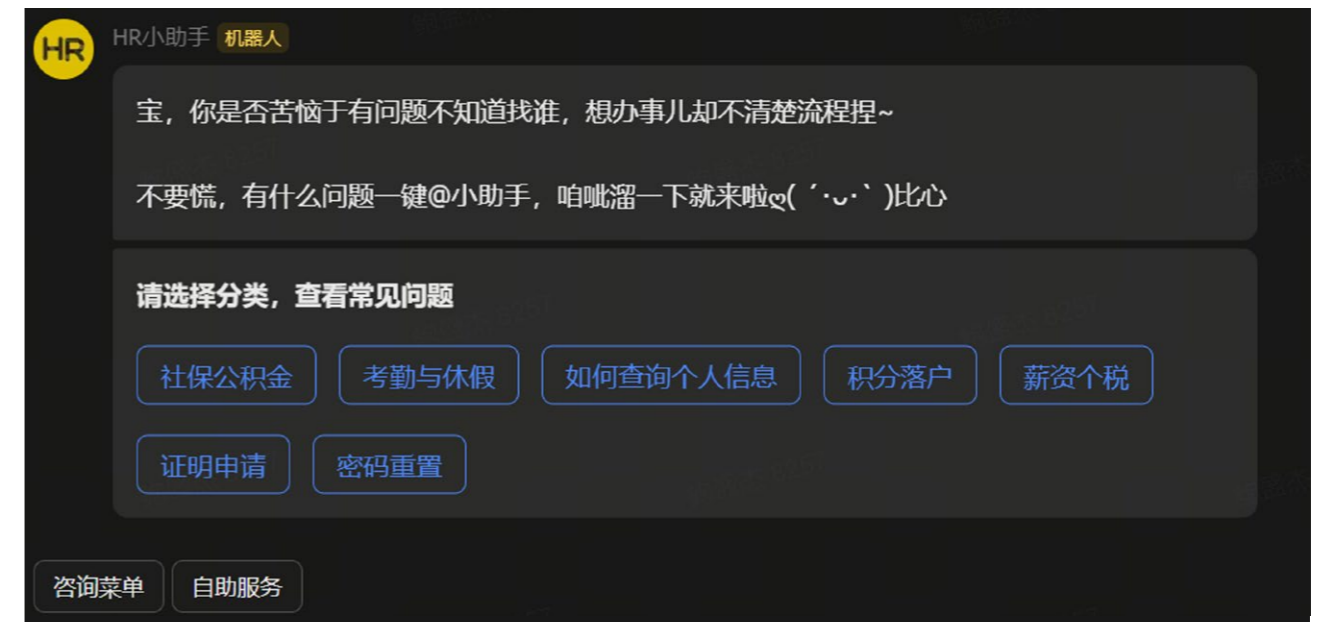 HR
HR小助手 机器人
宝，你是否苦恼于有问题不知道找谁，想办事儿却不清楚流程捏~
不要慌，有什么问题一键@小助手，咱呲溜一下就来啦ღ( ´･ᴗ･` )比心
请选择分类，查看常见问题
社保公积金 考勤与休假 如何查询个人信息 积分落户 薪资个税
证明申请 密码重置
咨询菜单 自助服务